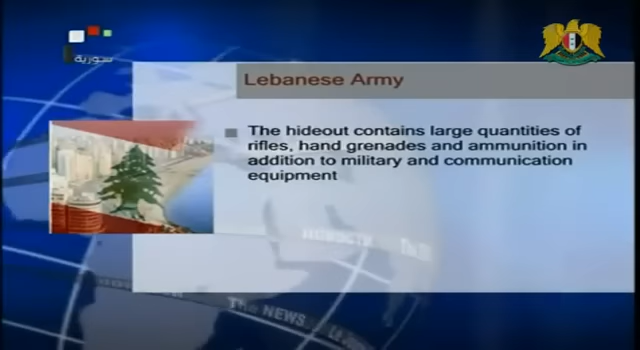 سورية
Lebanese Army
The hideout contains large quantities of
rifles, hand grenades and ammunition in
addition to military and communication
equipment
The NEWS